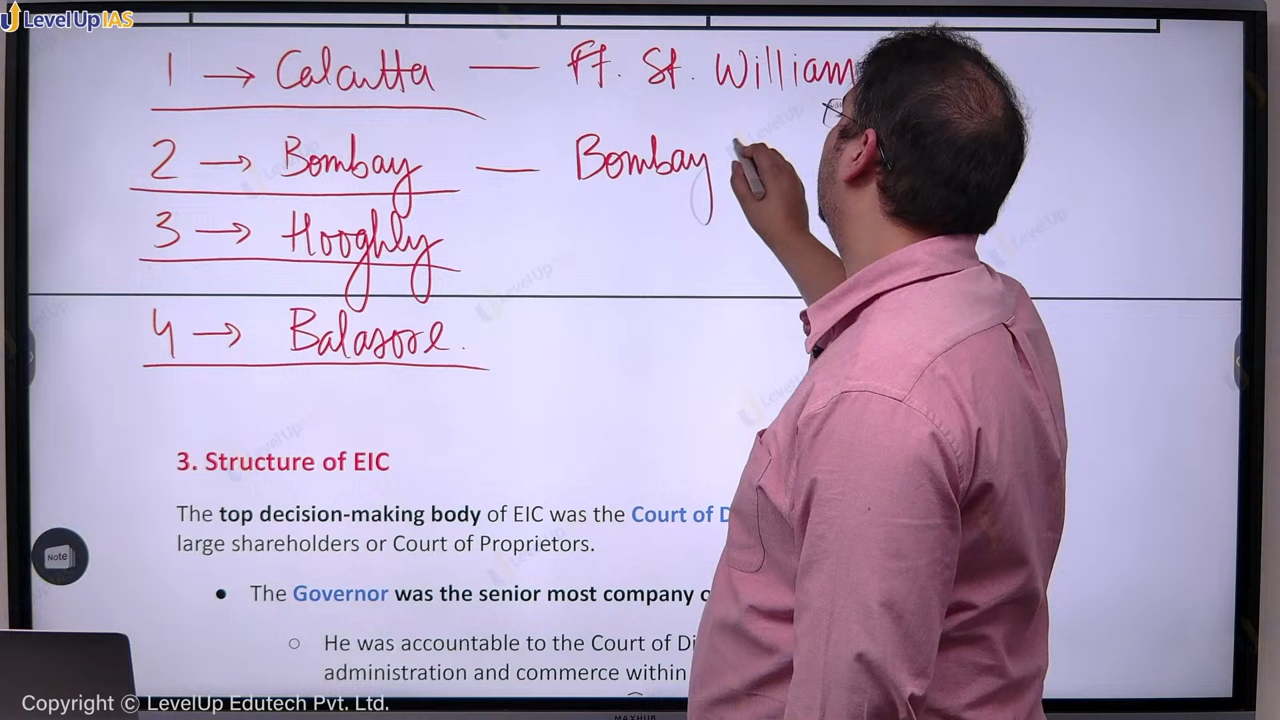 LevelUp IAS
1 → Calcutta — Ft. St. William
2 → Bombay — Bombay
3 → Hooghly
4 → Balasore.
3. Structure of EIC
The top decision-making body of EIC was the Court of D
large shareholders or Court of Proprietors.
• The Governor was the senior most company o
○ He was accountable to the Court of Di
administration and commerce within
Note
Copyright © LevelUp Edutech Pvt. Ltd.
MAXHUB